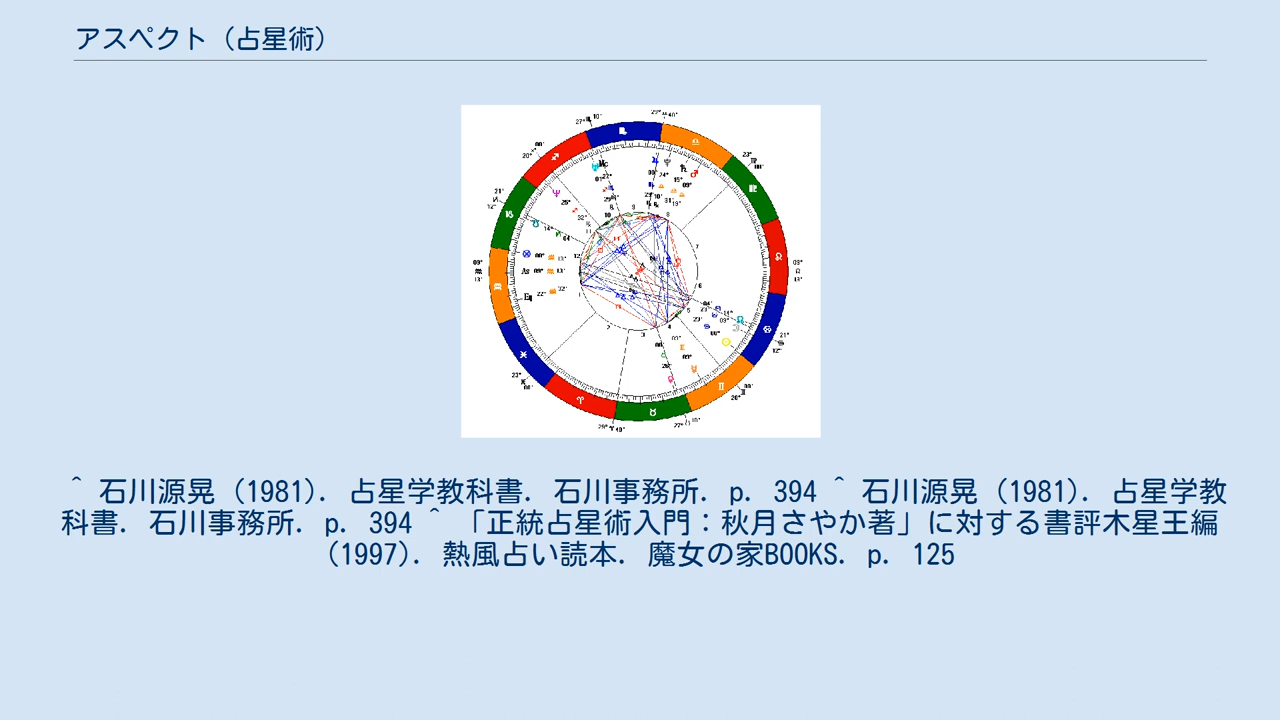 アスペクト（占星術）
^ 石川源晃 (1981). 占星学教科書. 石川事務所. p. 394 ^ 石川源晃 (1981). 占星学教
科書. 石川事務所. p. 394 ^ 「正統占星術入門：秋月さやか著」に対する書評木星王編
(1997). 熱風占い読本. 魔女の家BOOKS. p. 125